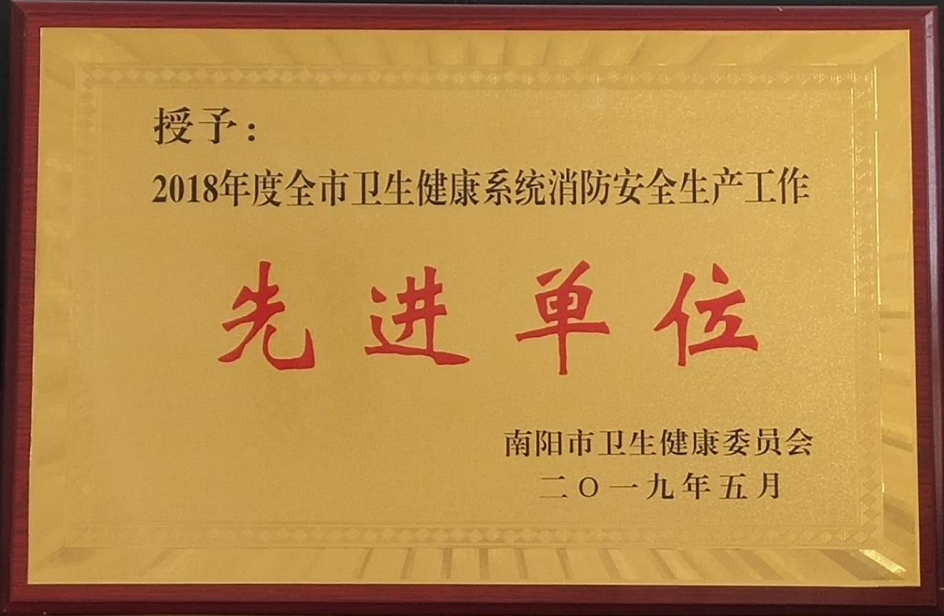 授予：
2018年度全市卫生健康系统消防安全生产工作
先进单位
南阳市卫生健康委员会
二〇一九年五月